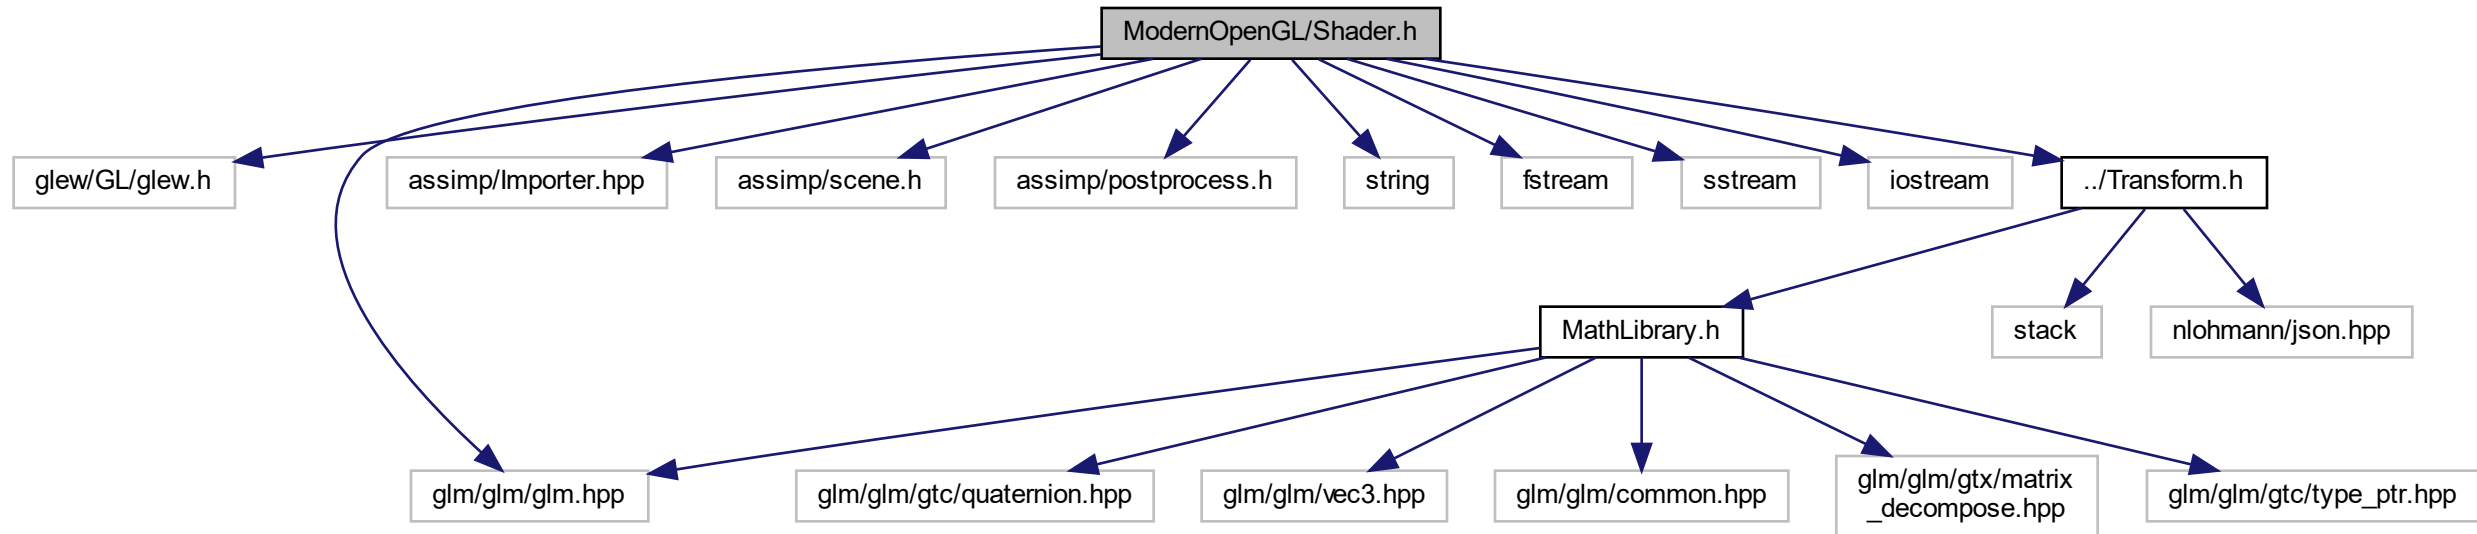 ModernOpenGL/Shader.h
glew/GL/glew.h
assimp/Importer.hpp
assimp/scene.h
assimp/postprocess.h
string
fstream
sstream
iostream
../Transform.h
MathLibrary.h
stack
nlohmann/json.hpp
glm/glm/glm.hpp
glm/glm/gtc/quaternion.hpp
glm/glm/vec3.hpp
glm/glm/common.hpp
glm/glm/gtx/matrix
_decompose.hpp
glm/glm/gtc/type_ptr.hpp